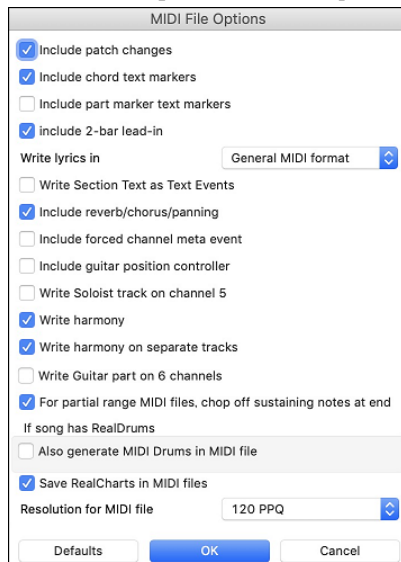 MIDI File Options
Include patch changes
Include chord text markers
Include part marker text markers
include 2-bar lead-in
Write lyrics in General MIDI format
Write Section Text as Text Events
Include reverb/chorus/panning
Include forced channel meta event
Include guitar position controller
Write Soloist track on channel 5
Write harmony
Write harmony on separate tracks
Write Guitar part on 6 channels
For partial range MIDI files, chop off sustaining notes at end
If song has RealDrums
Also generate MIDI Drums in MIDI file
Save RealCharts in MIDI files
Resolution for MIDI file 120 PPQ
Defaults OK Cancel